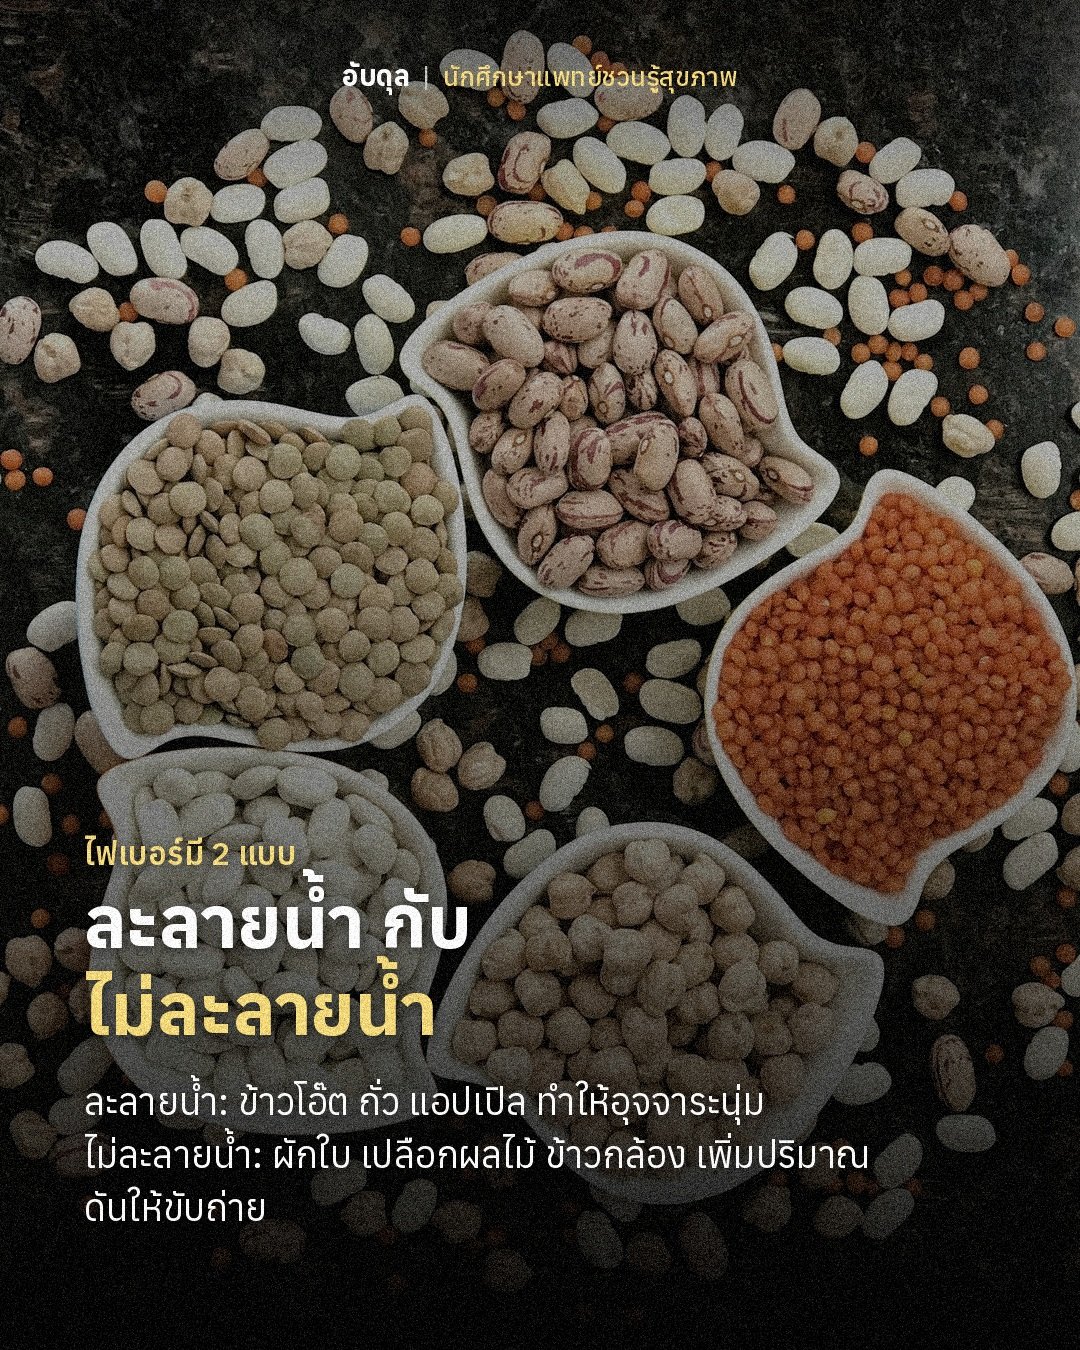 อับดุล | นักศึกษาแพทย์ชวนรู้สุขภาพ
ไฟเบอร์มี 2 แบบ
ละลายน้ำ กับ
ไม่ละลายน้ำ
ละลายน้ำ: ข้าวโอ๊ต ถั่ว แอปเปิล ทำให้อุจจาระนุ่ม
ไม่ละลายน้ำ: ผักใบ เปลือกผลไม้ ข้าวกล้อง เพิ่มปริมาณ
ดันให้ขับถ่าย